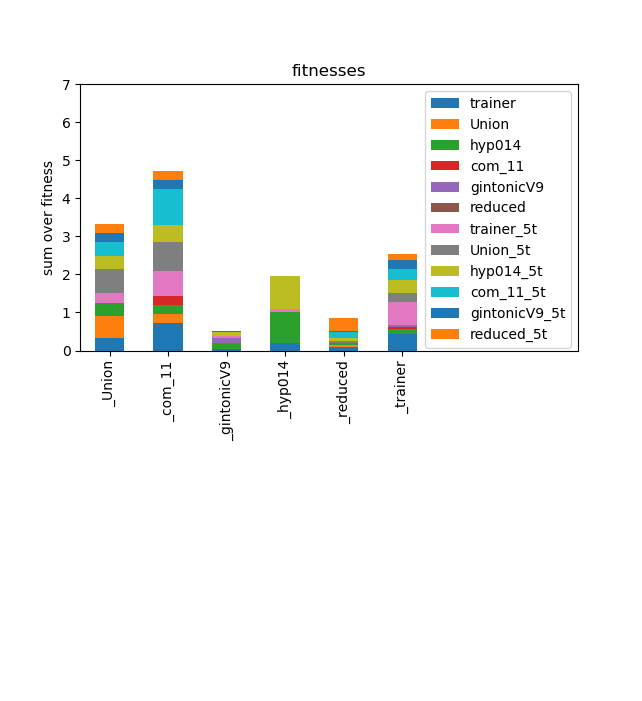 fitnesses
sum over fitness
7
6
5
4
3
2
1
0
trainer
Union
hyp014
com_11
gintonicV9
reduced
trainer_5t
Union_5t
hyp014_5t
com_11_5t
gintonicV9_5t
reduced_5t
_Union
_com_11
_gintonicV9
_hyp014
_reduced
_trainer